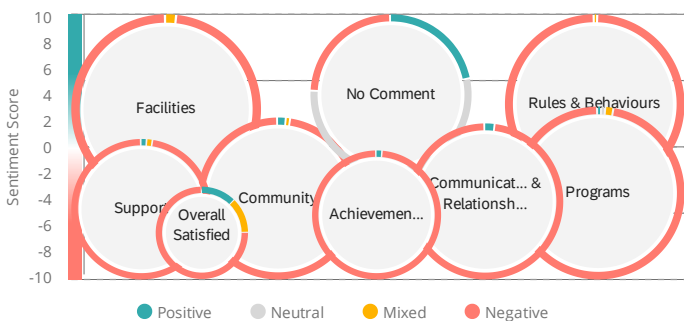 Sentiment Score
10
8
6
4
2
0
-2
-4
-6
-8
-10
Facilities
No Comment
Rules & Behaviours
Support
Overall
Satisfied
Community
Achievemen...
Communicat... &
Relationsh...
Programs
Positive
Neutral
Mixed
Negative